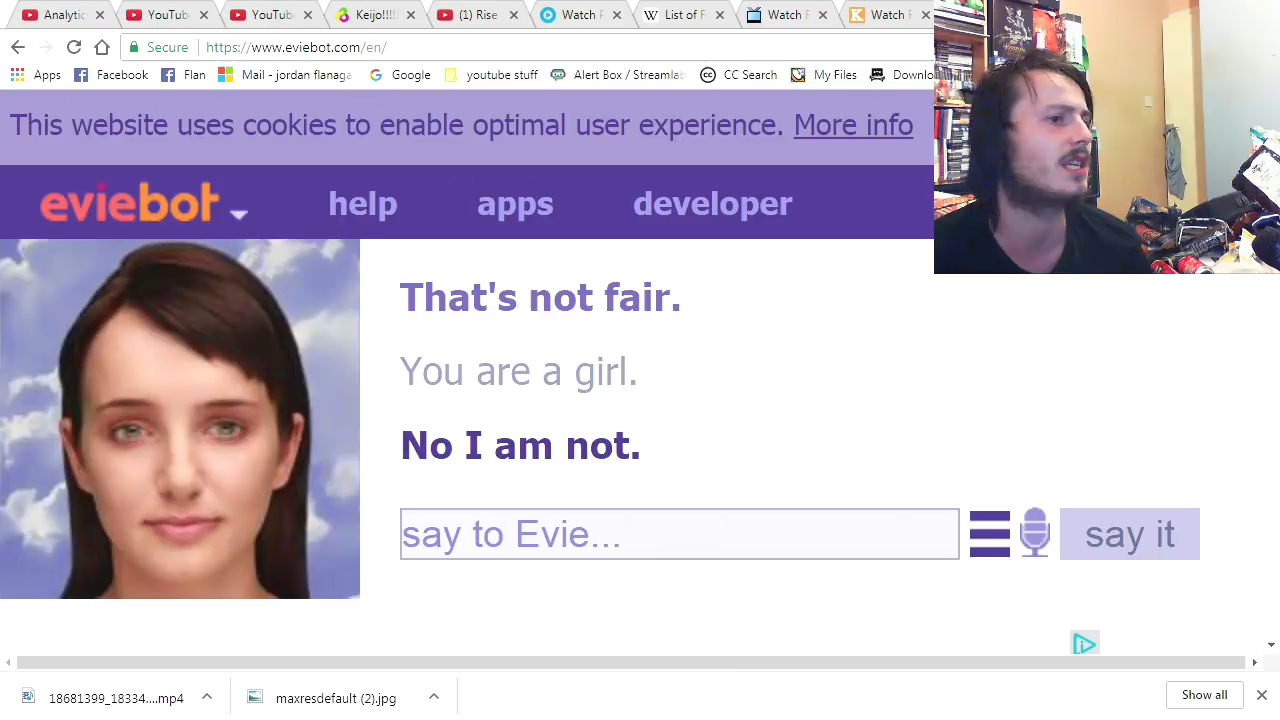 Analytic
YouTub
YouTub
Keijo!!!!
(1) Rise
Watch F
List of F
Watch F
Watch
Secure
https://www.eviebot.com/en/
Apps
Facebook
Flan
Mail - jordan flanaga
Google
youtube stuff
Alert Box / Streamlab
CC Search
My Files
Downlo
This website uses cookies to enable optimal user experience. More info
eviebot
help
apps
developer
That's not fair.
You are a girl.
No I am not.
say to Evie...
say it
18681399_18334....mp4
maxresdefault (2).jpg
Show all